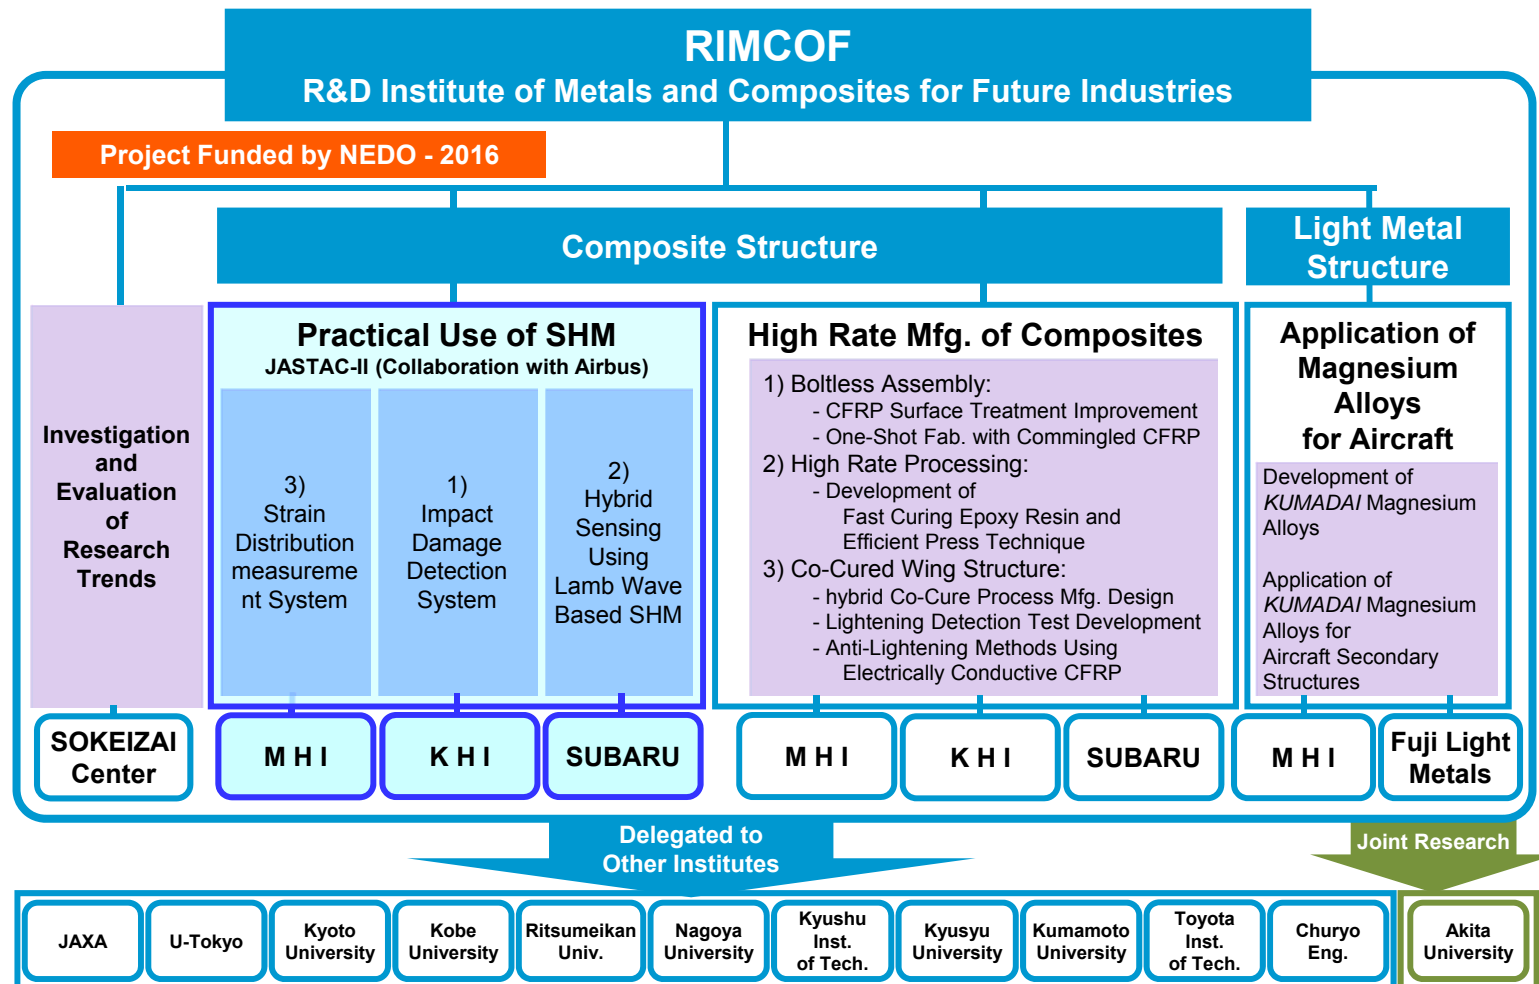 RIMCOF
R&D Institute of Metals and Composites for Future Industries
Project Funded by NEDO - 2016
Composite Structure
Light Metal
Structure
Investigation
and
Evaluation
of
Research
Trends
Practical Use of SHM
JASTAC-II (Collaboration with Airbus)
3)
Strain
Distribution
measureme
nt System
1)
Impact
Damage
Detection
System
2)
Hybrid
Sensing
Using
Lamb Wave
Based SHM
High Rate Mfg. of Composites
1) Boltless Assembly:
- CFRP Surface Treatment Improvement
- One-Shot Fab. with Commingled CFRP
2) High Rate Processing:
- Development of
Fast Curing Epoxy Resin and
Efficient Press Technique
3) Co-Cured Wing Structure:
- hybrid Co-Cure Process Mfg. Design
- Lightening Detection Test Development
- Anti-Lightening Methods Using
Electrically Conductive CFRP
Application of
Magnesium
Alloys
for Aircraft
Development of
KUMADAI Magnesium
Alloys
Application of
KUMADAI Magnesium
Alloys for
Aircraft Secondary
Structures
SOKEIZAI
Center
M H I
K H I
SUBARU
M H I
K H I
SUBARU
M H I
Fuji Light
Metals
Delegated to
Other Institutes
Joint Research
JAXA
U-Tokyo
Kyoto
University
Kobe
University
Ritsumeikan
Univ.
Nagoya
University
Kyushu
Inst.
of Tech.
Kyusyu
University
Kumamoto
University
Toyota
Inst.
of Tech.
Churyo
Eng.
Akita
University